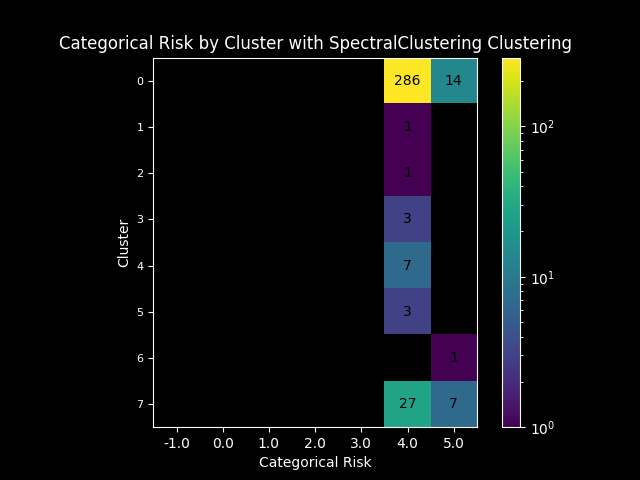 Categorical Risk by Cluster with SpectralClustering Clustering
0 286 14
1 1
2 1
3 3
4 7
5 3
6 1
7 27 7
-1.0 0.0 1.0 2.0 3.0 4.0 5.0
Categorical Risk
Cluster
10²
10¹
10⁰